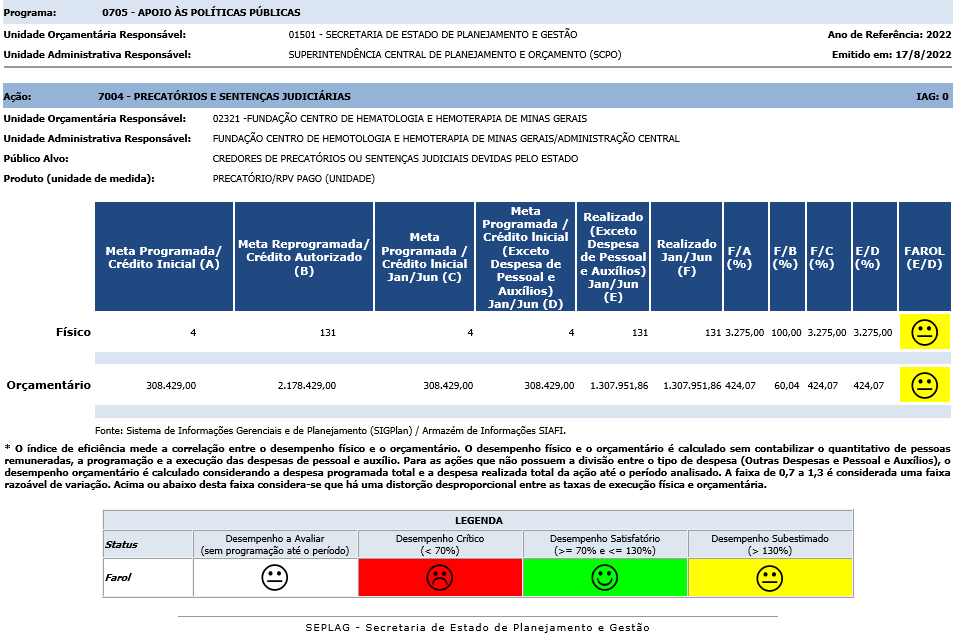 Programa: 0705 - APOIO ÀS POLÍTICAS PÚBLICAS
Unidade Orçamentária Responsável: 01501 - SECRETARIA DE ESTADO DE PLANEJAMENTO E GESTÃO Ano de Referência: 2022
Unidade Administrativa Responsável: SUPERINTENDÊNCIA CENTRAL DE PLANEJAMENTO E ORÇAMENTO (SCPO) Emitido em: 17/8/2022
Ação: 7004 - PRECATÓRIOS E SENTENÇAS JUDICIÁRIAS IAG: 0
Unidade Orçamentária Responsável: 02321 -FUNDAÇÃO CENTRO DE HEMATOLOGIA E HEMOTERAPIA DE MINAS GERAIS
Unidade Administrativa Responsável: FUNDAÇÃO CENTRO DE HEMOTOLOGIA E HEMOTERAPIA DE MINAS GERAIS/ADMINISTRAÇÃO CENTRAL
Público Alvo: CREDORES DE PRECATÓRIOS OU SENTENÇAS JUDICIAIS DEVIDAS PELO ESTADO
Produto (unidade de medida): PRECATÓRIO/RPV PAGO (UNIDADE)
Meta Programada/
Crédito Inicial (A)
Meta Reprogramada/
Crédito Autorizado
(B)
Meta
Programada /
Crédito Inicial
Jan/Jun (C)
Meta
Programada /
Crédito Inicial
(Exceto
Despesa de
Pessoal e
Auxílios)
Jan/Jun (D)
Realizado
(Exceto
Despesa
de Pessoal
e Auxílios)
Jan/Jun
(E)
Realizado
Jan/Jun
(F)
F/A
(%)
F/B
(%)
F/C
(%)
E/D
(%)
FAROL
(E/D)
Físico 4 131 4 4 131 131 3.275,00 100,00 3.275,00 3.275,00
Orçamentário 308.429,00 2.178.429,00 308.429,00 308.429,00 1.307.951,86 1.307.951,86 424,07 60,04 424,07 424,07
Fonte: Sistema de Informações Gerenciais e de Planejamento (SIGPlan) / Armazém de Informações SIAFI.
* O índice de eficiência mede a correlação entre o desempenho físico e o orçamentário. O desempenho físico e o orçamentário é calculado sem contabilizar o quantitativo de pessoas
remuneradas, a programação e a execução das despesas de pessoal e auxílio. Para as ações que não possuem a divisão entre o tipo de despesa (Outras Despesas e Pessoal e Auxílios), o
desempenho orçamentário é calculado considerando a despesa programada total e a despesa realizada total da ação até o período analisado. A faixa de 0,7 a 1,3 é considerada uma faixa
razoável de variação. Acima ou abaixo desta faixa considera-se que há uma distorção desproporcional entre as taxas de execução física e orçamentária.
LEGENDA
Status
Desempenho a Avaliar
(sem programação até o período)
Desempenho Crítico
(< 70%)
Desempenho Satisfatório
(>= 70% e <= 130%)
Desempenho Subestimado
(> 130%)
Farol
SEPLAG - Secretaria de Estado de Planejamento e Gestão